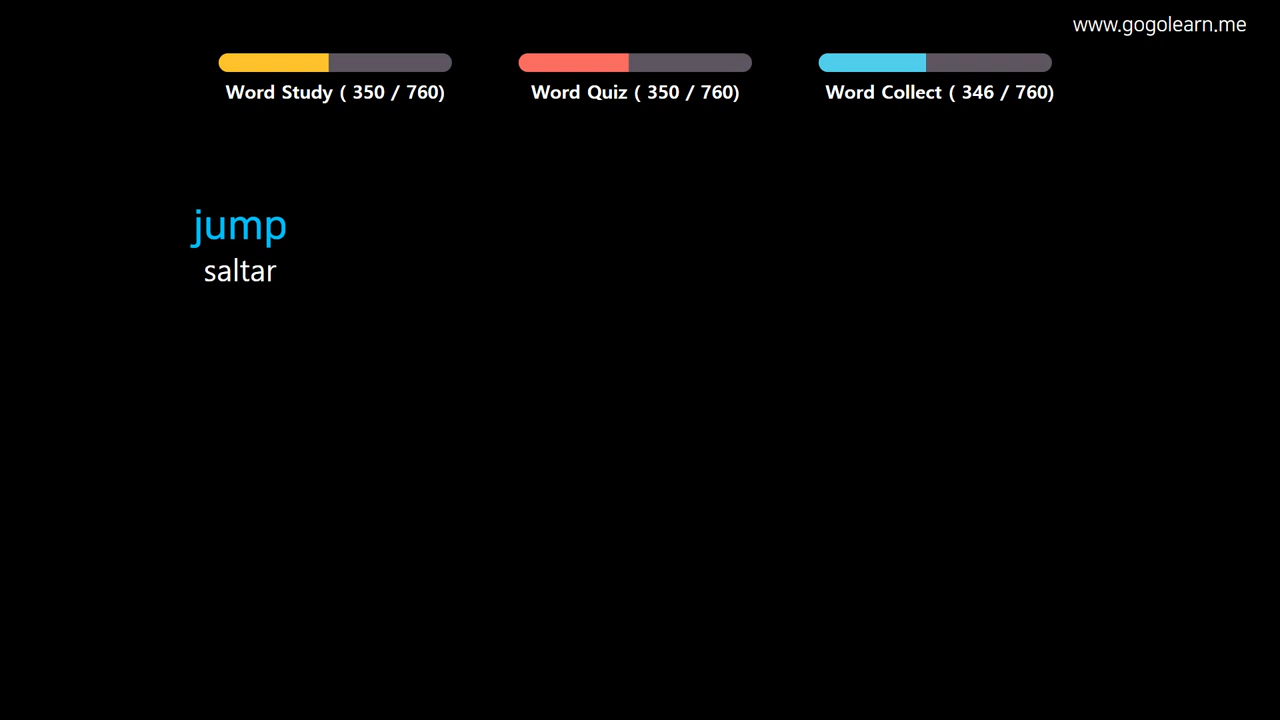 www.gogolearn.me
Word Study ( 350 / 760)
Word Quiz ( 350 / 760)
Word Collect ( 346 / 760)
jump
saltar